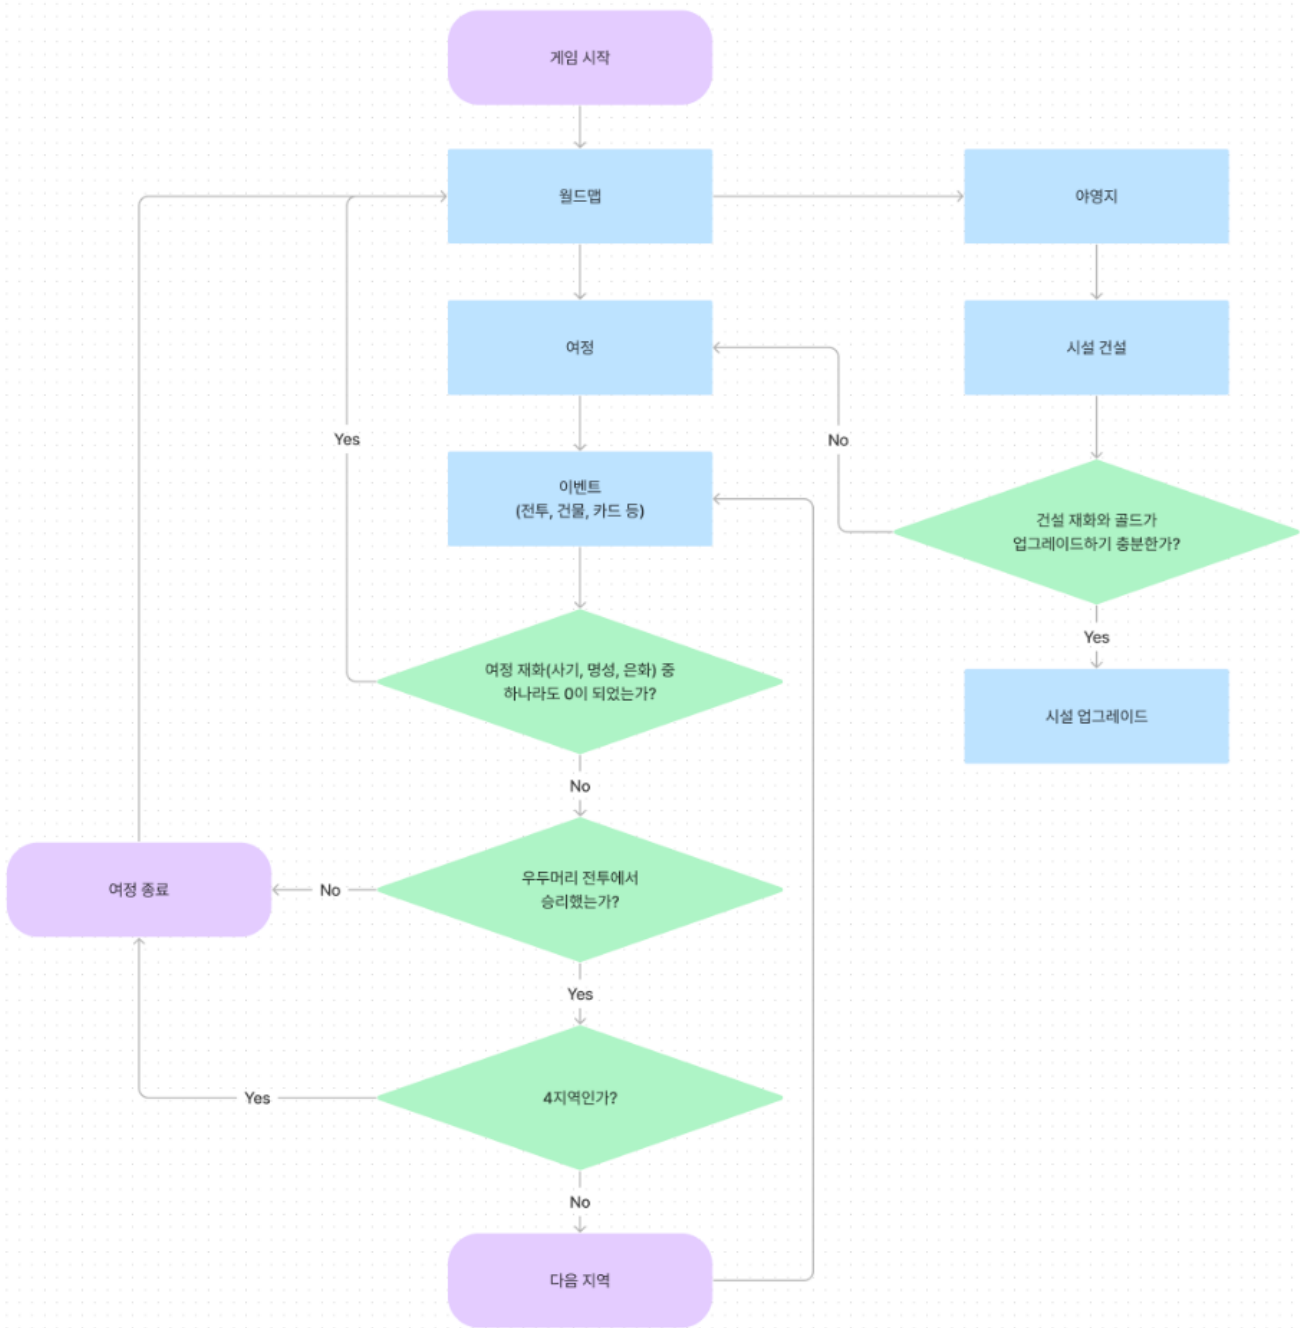 게임 시작
월드맵
야영지
여정
시설 건설
Yes
No
이벤트
(전투, 건물, 카드 등)
건설 재화와 골드가
업그레이드하기 충분한가?
Yes
여정 재화(사기, 명성, 은화) 중
하나라도 0이 되었는가?
시설 업그레이드
No
여정 종료
No
우두머리 전투에서
승리했는가?
Yes
Yes
4지역인가?
No
다음 지역